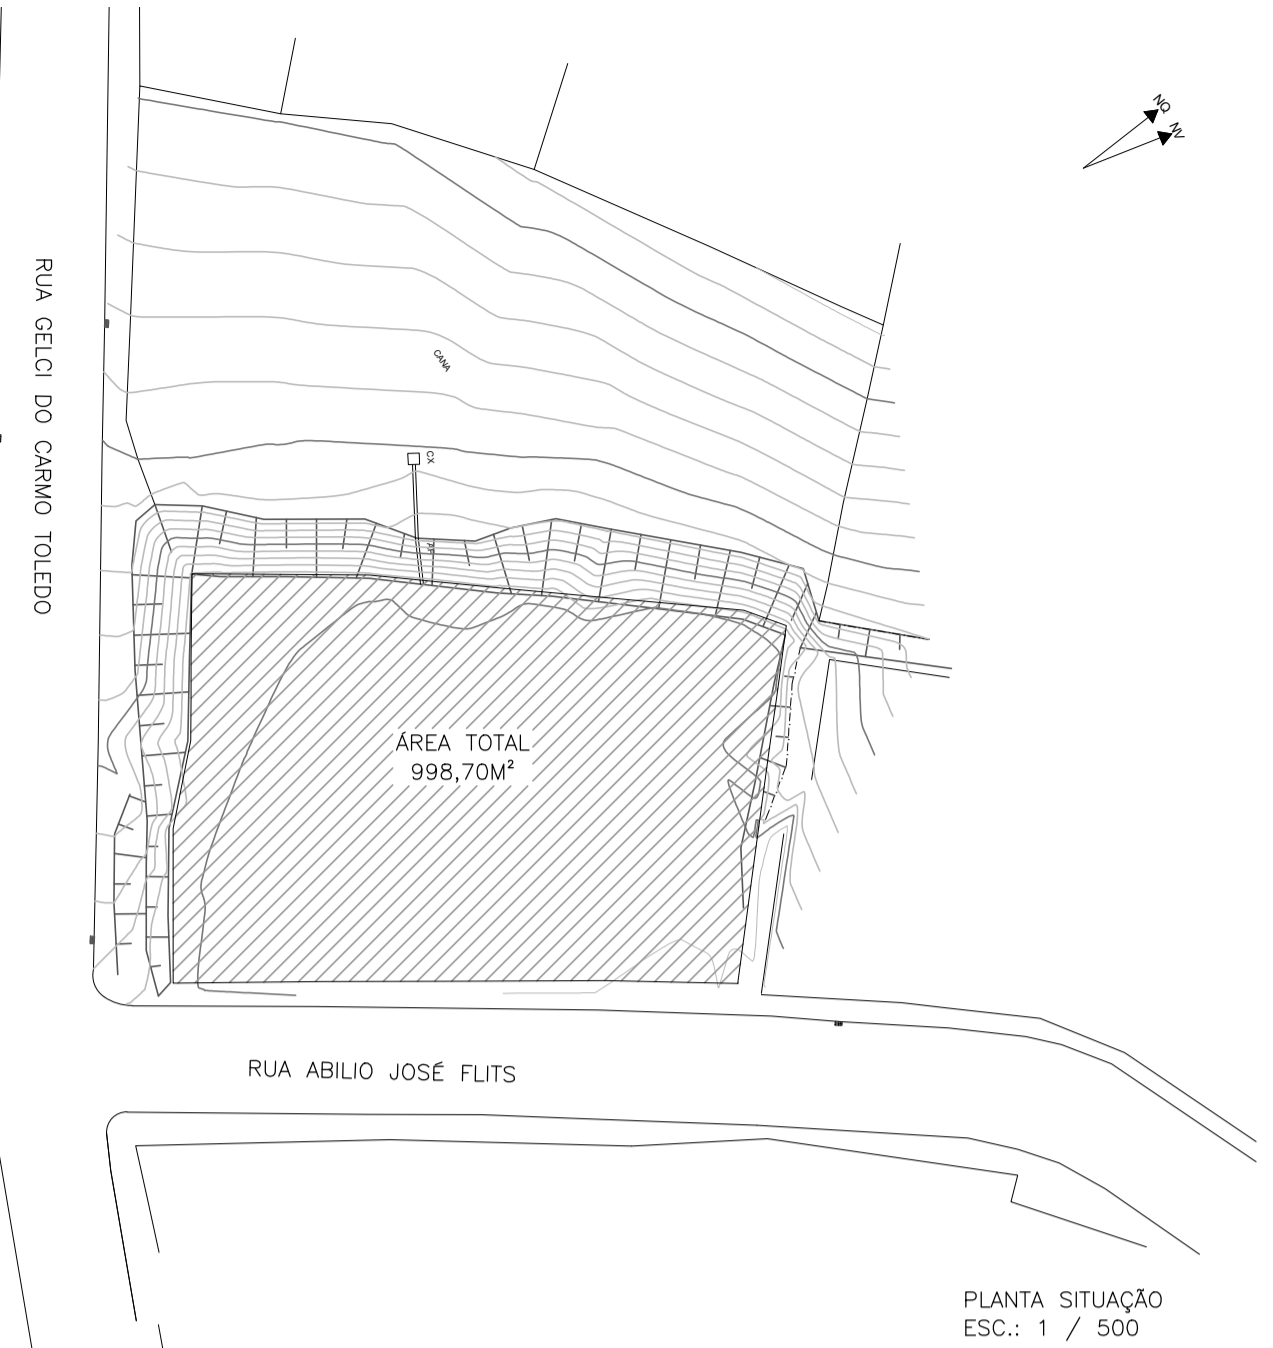 NQ
NV
RUA GELCI DO CARMO TOLEDO
CANA
CX
ÁREA TOTAL
998,70M²
RUA ABILIO JOSÉ FLITS
PLANTA SITUAÇÃO
ESC.: 1 / 500